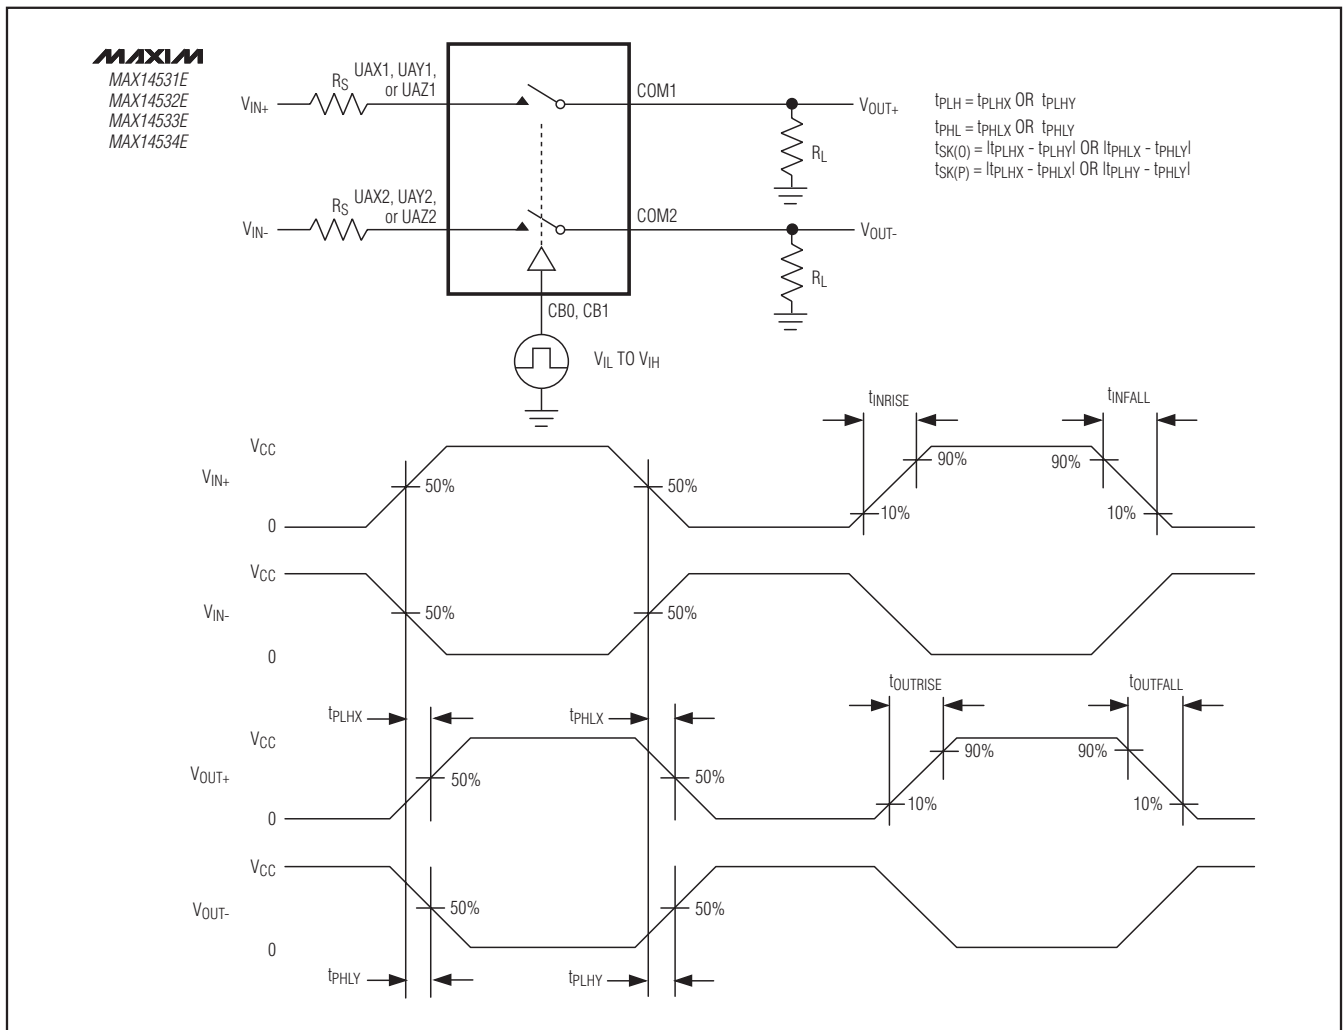 MAXIM
MAX14531E
MAX14532E
MAX14533E
MAX14534E
VIN+
RS
UAX1, UAY1,
or UAZ1
COM1
VOUT+
RL
tPLH = tPLHX OR tPLHY
tPHL = tPHLX OR tPHLY
tSK(O) = |tPLHX - tPLHY| OR |tPHLX - tPHLY|
tSK(P) = |tPLHX - tPHLX| OR |tPLHY - tPHLY|
VIN-
RS
UAX2, UAY2,
or UAZ2
COM2
VOUT-
RL
CB0, CB1
VIL TO VIH
tINRISE
tINFALL
VCC
VIN+
0
50%
50%
10%
90%
90%
10%
VCC
VIN-
0
50%
50%
tPLHX
tPHLX
tOUTRISE
tOUTFALL
VCC
VOUT+
0
50%
50%
10%
90%
90%
10%
VCC
VOUT-
0
50%
50%
tPHLY
tPLHY